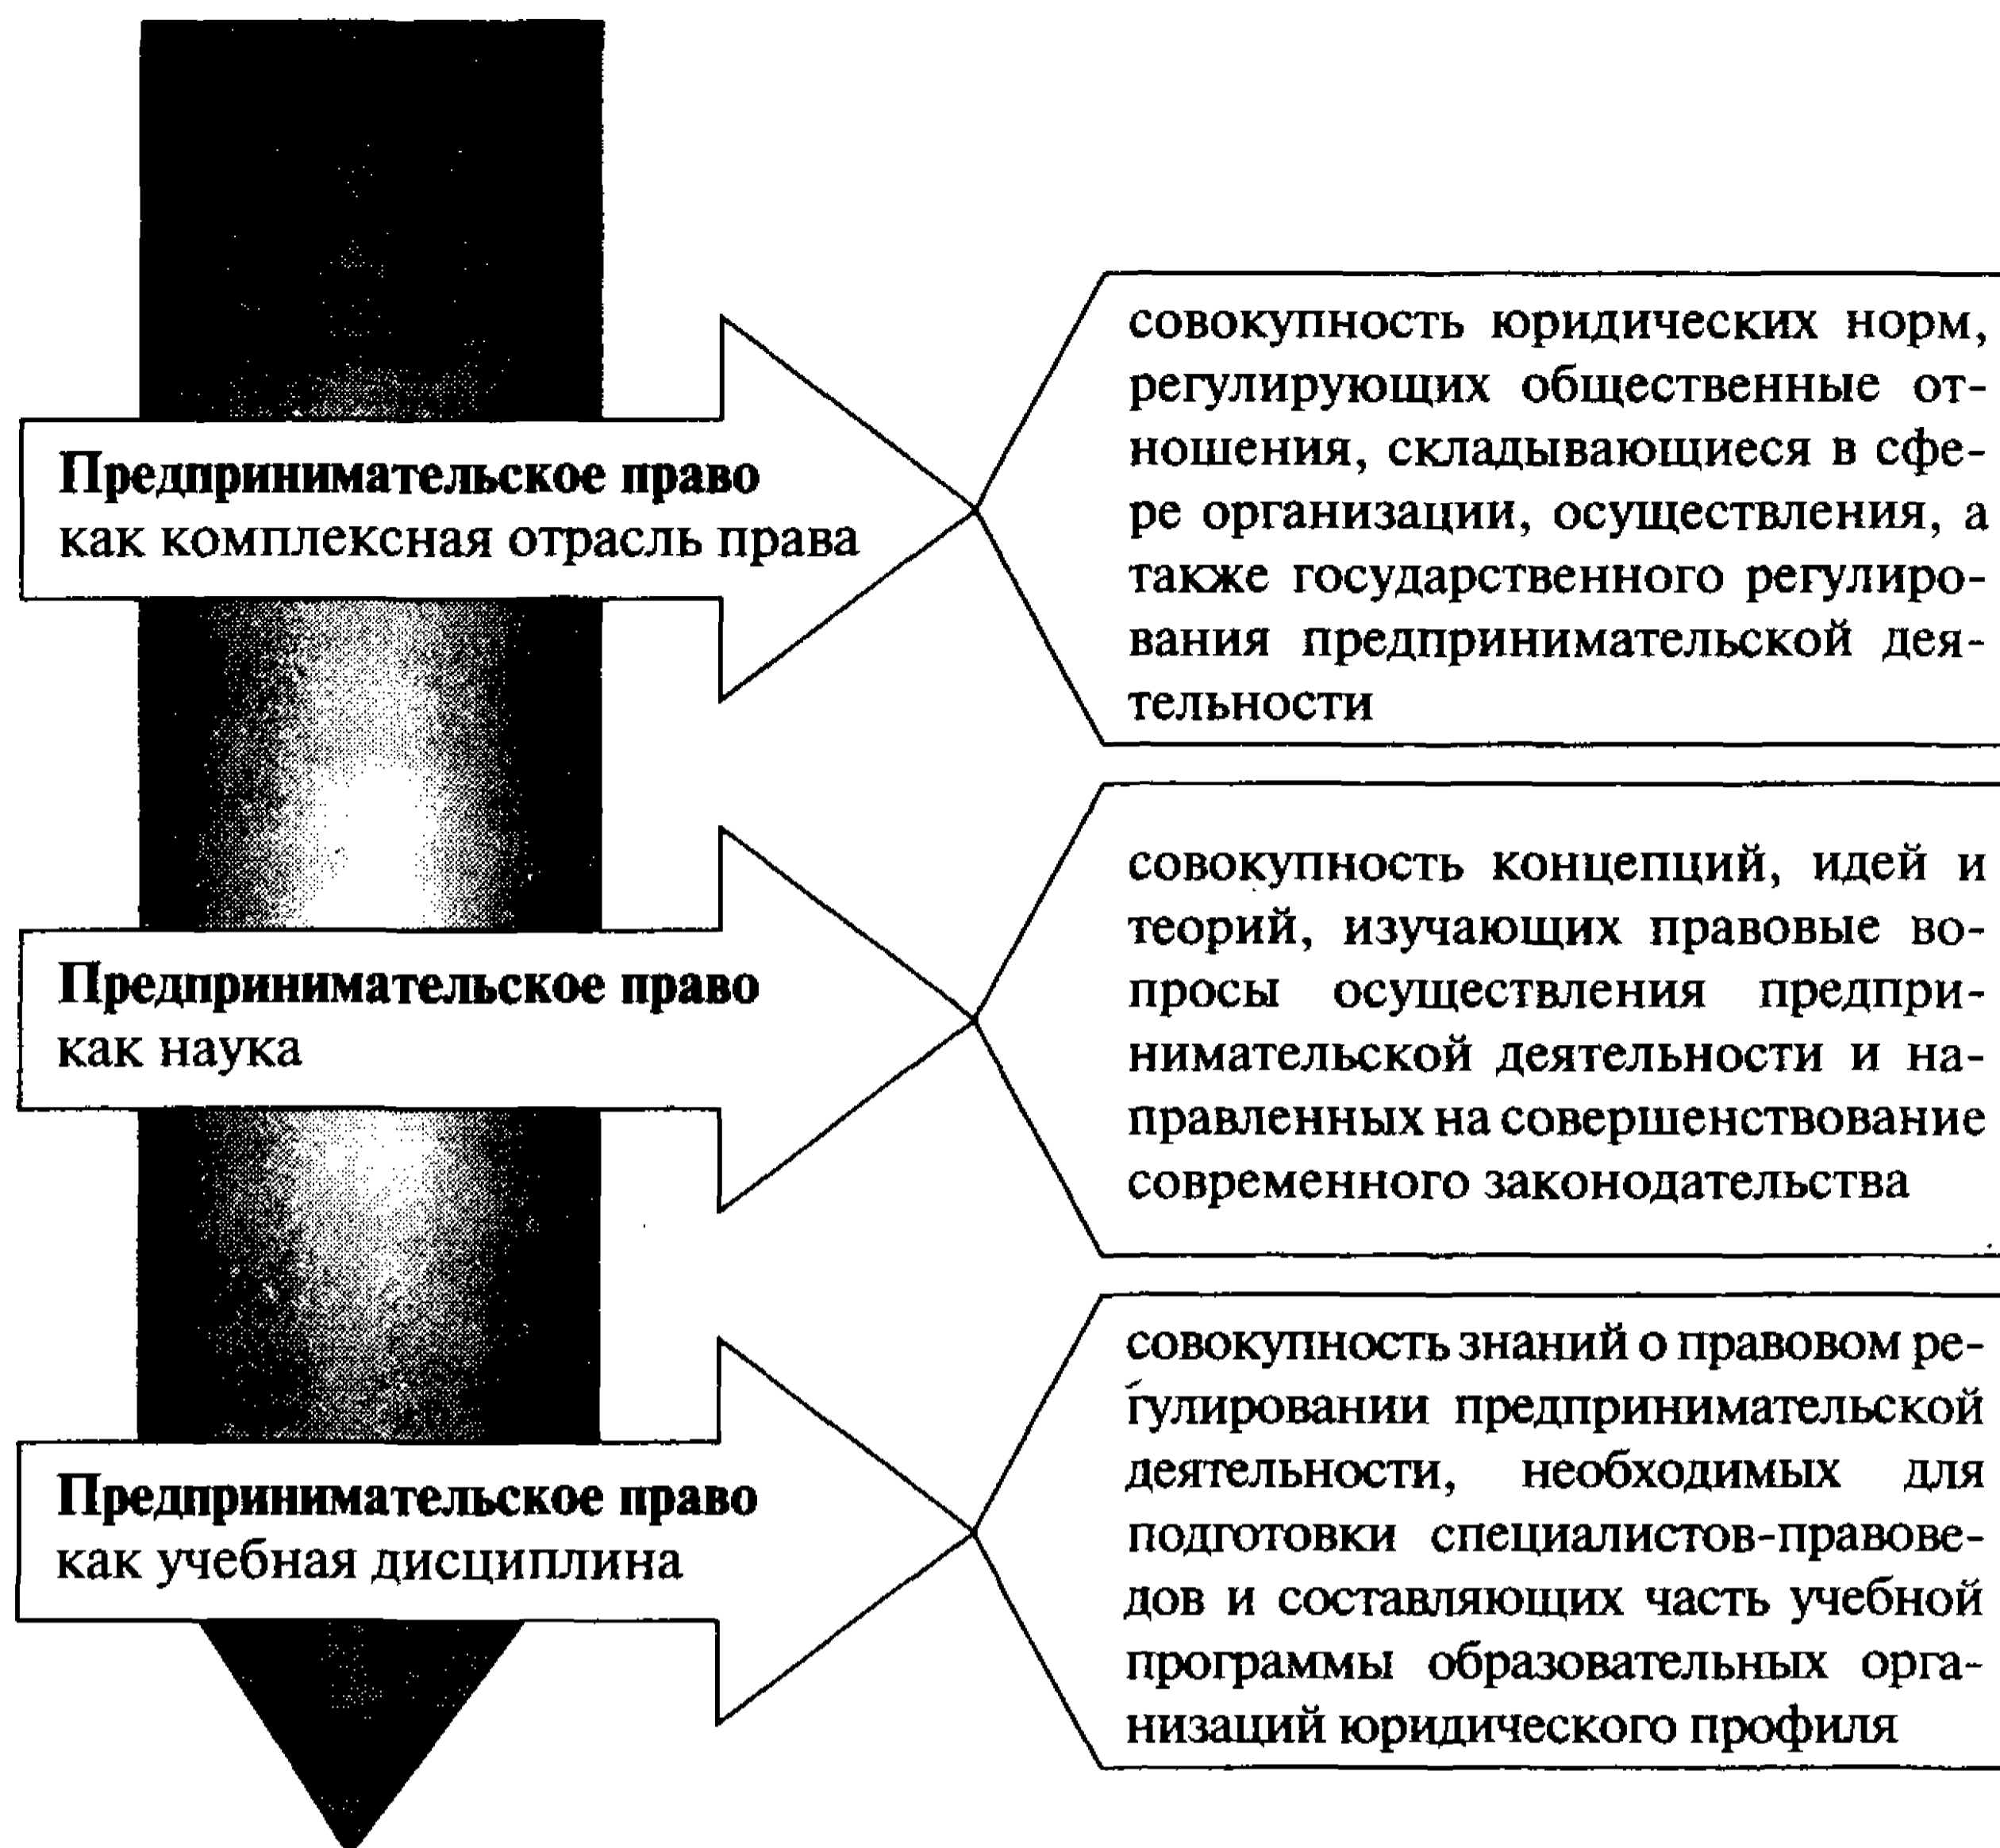 Предпринимательское право
как комплексная отрасль права
совокупность юридических норм,
регулирующих общественные от-
ношения, складывающиеся в сфе-
ре организации, осуществления, а
также государственного регулиро-
вания предпринимательской дея-
тельности
Предпринимательское право
как наука
совокупность концепций, идей и
теорий, изучающих правовые во-
просы осуществления предпри-
нимательской деятельности и на-
правленных на совершенствование
современного законодательства
Предпринимательское право
как учебная дисциплина
совокупность знаний о правовом ре-
гулировании предпринимательской
деятельности, необходимых для
подготовки специалистов-правове-
дов и составляющих часть учебной
программы образовательных орга-
низаций юридического профиля